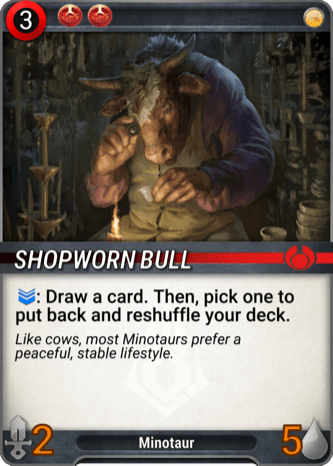 3
SHOPWORN BULL
: Draw a card. Then, pick one to
put back and reshuffle your deck.
Like cows, most Minotaurs prefer a
peaceful, stable lifestyle.
2
Minotaur
5